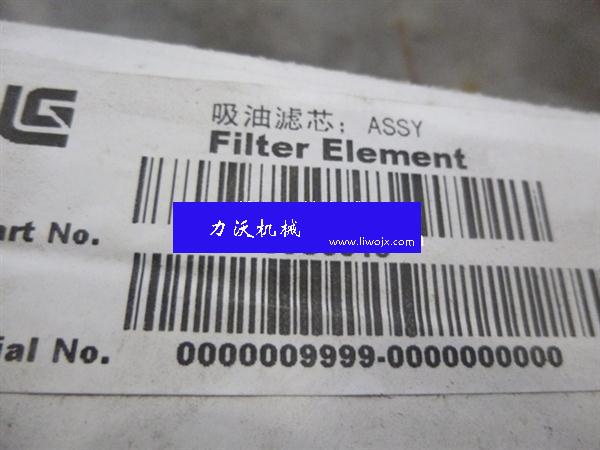 LG
吸油滤芯: ASSY
Filter Element
art No.
力沃机械
www.liwojx.com
ial No. 0000009999-0000000000